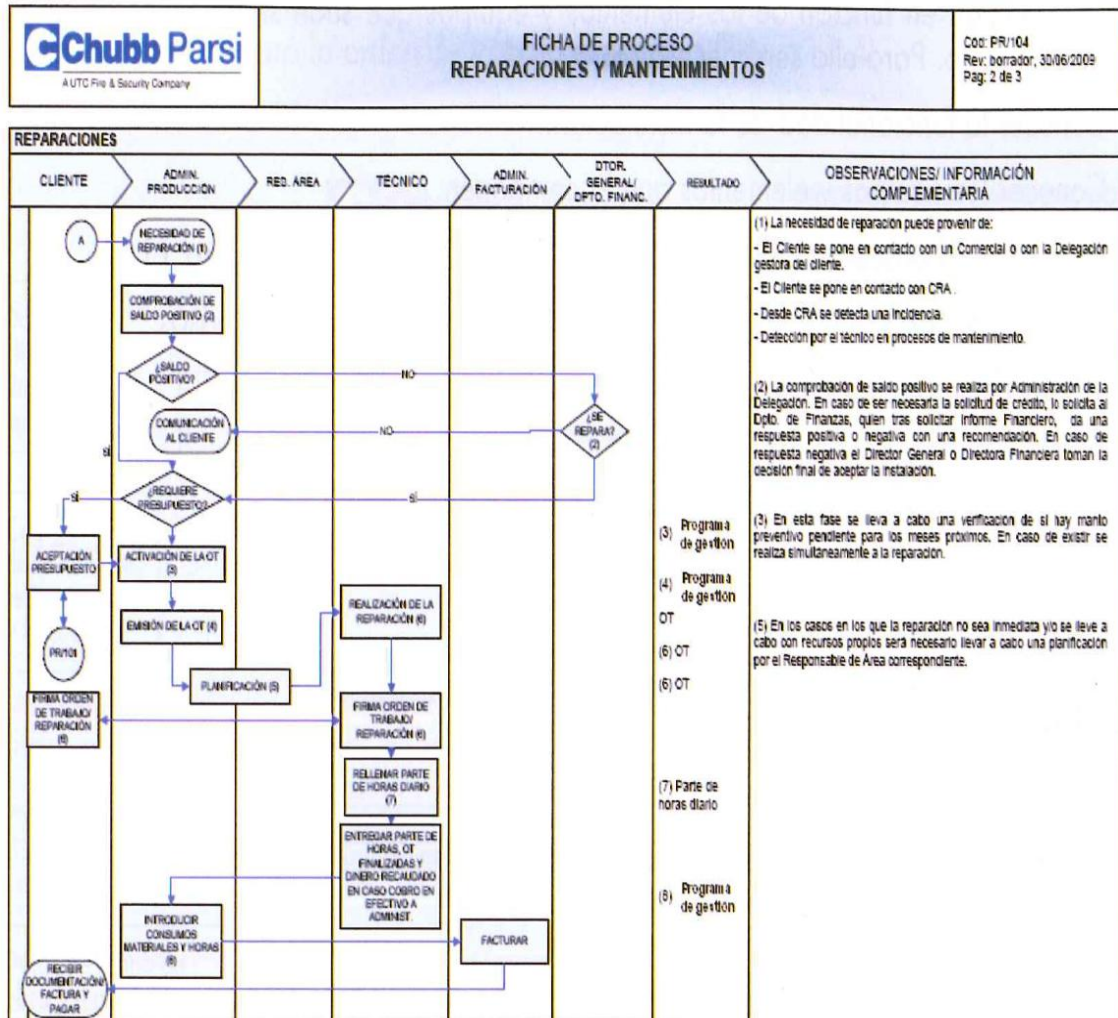 Chubb Parsi
A UTC Fire & Security Company
FICHA DE PROCESO
REPARACIONES Y MANTENIMIENTOS
Cod: PR/104
Rev: borrador, 30/06/2009
Pag: 2 de 3
REPARACIONES
CLIENTE
ADMIN.
PRODUCCIÓN
RES. ÁREA
TÉCNICO
ADMIN.
FACTURACIÓN
DTOR.
GENERAL/
DPTO. FINANC.
RESULTADO
OBSERVACIONES/ INFORMACIÓN
COMPLEMENTARIA
A
NECESIDAD DE
REPARACIÓN (1)
COMPROBACIÓN DE
SALDO POSITIVO (2)
¿SALDO
POSITIVO?
NO
COMUNICACIÓN
AL CLIENTE
NO
¿SE
REPARA?
(2)
SÍ
¿REQUIERE
PRESUPUESTO?
SÍ
SÍ
ACEPTACIÓN
PRESUPUESTO
ACTIVACIÓN DE LA OT
(3)
EMISIÓN DE LA OT (4)
PR/101
PLANIFICACIÓN (5)
REALIZACIÓN DE LA
REPARACIÓN (6)
FIRMA ORDEN
DE TRABAJO/
REPARACIÓN
(6)
FIRMA ORDEN DE
TRABAJO/
REPARACIÓN (6)
RELLENAR PARTE
DE HORAS DIARIO
(7)
ENTREGAR PARTE DE
HORAS, OT
FINALIZADAS Y
DINERO RECAUDADO
EN CASO COBRO EN
EFECTIVO A
ADMINIST.
INTRODUCIR
CONSUMOS
MATERIALES Y HORAS
(8)
FACTURAR
RECIBIR
DOCUMENTACIÓN/
FACTURA Y
PAGAR
(3) Programa
de gestión
(4) Programa
de gestión
OT
(6) OT
(6) OT
(7) Parte de
horas diario
(8) Programa
de gestión
(1) La necesidad de reparación puede provenir de:
- El Cliente se pone en contacto con un Comercial o con la Delegación
gestora del cliente.
- El Cliente se pone en contacto con CRA .
- Desde CRA se detecta una incidencia.
- Detección por el técnico en procesos de mantenimiento.
(2) La comprobación de saldo positivo se realiza por Administración de la
Delegación. En caso de ser necesaria la solicitud de crédito, lo solicita al
Dpto. de Finanzas, quien tras solicitar Informe Financiero, da una
respuesta positiva o negativa con una recomendación. En caso de
respuesta negativa el Director General o Directora Financiera toman la
decisión final de aceptar la instalación.
(3) En esta fase se lleva a cabo una verificación de si hay manto
preventivo pendiente para los meses próximos. En caso de existir se
realiza simultáneamente a la reparación.
(5) En los casos en los que la reparación no sea inmediata y/o se lleve a
cabo con recursos propios será necesario llevar a cabo una planificación
por el Responsable de Área correspondiente.